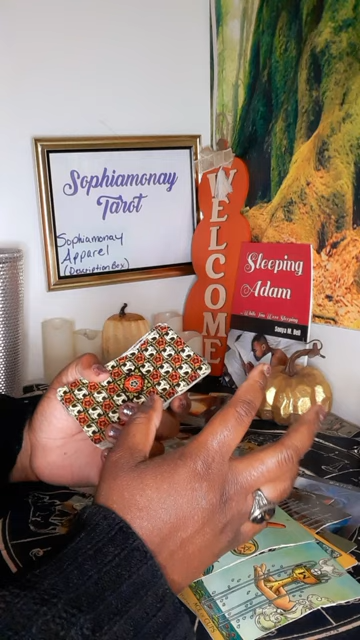 Sophiamonay
Tarot
Sophiamonay
Apparel
(Description Box)
WELCOME
Sleeping
Adam
Sonya M. Bell